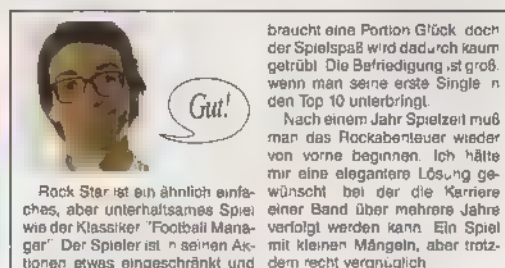 Gut!
Rock Star ist ein ähnlich einfa-
ches, aber unterhaltsames Spiel
wie der Klassiker "Football Mana-
ger" Der Spieler ist n seinen Ak-
tionen etwas eingeschränkt und
braucht eine Portion Glück doch
der Spielspaß wird dadurch kaum
getrübt Die Befriedigung ist groß,
wenn man seine erste Single n
den Top 10 unterbringt.
Nach einem Jahr Spielzeit muß
man das Rockabenteuer wieder
von vorne beginnen. Ich hätte
mir eine elegantere Lösung ge-
wünscht bei der die Karriere
einer Band über mehrere Jahre
verfolgt werden kann Ein Spiel
mit kleinen Mängeln, aber trotz-
dem recht vergnüglich